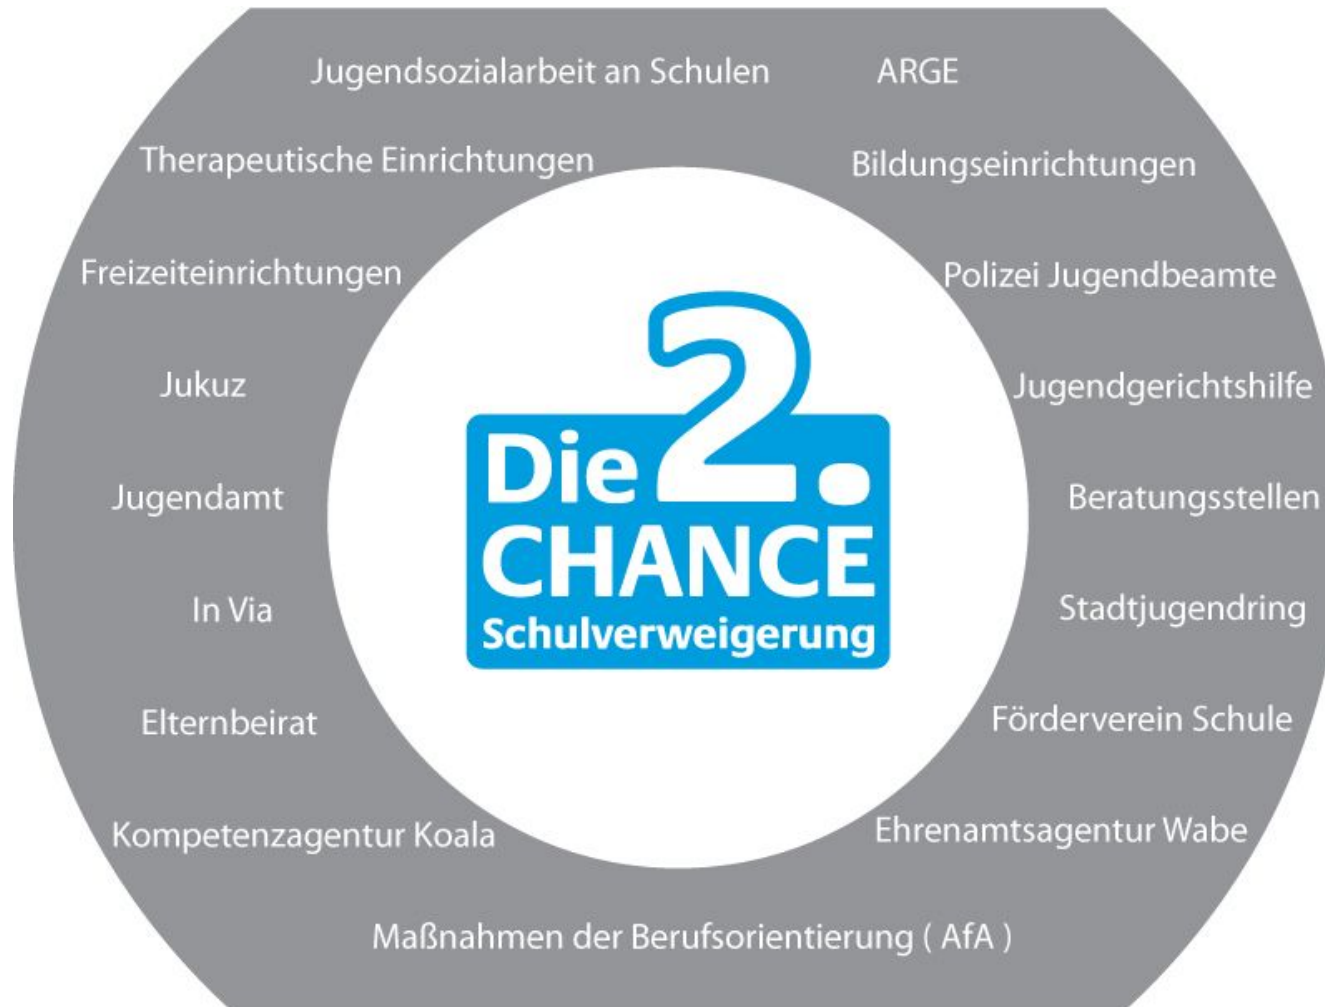 Jugendsozialarbeit an Schulen
ARGE
Therapeutische Einrichtungen
Bildungseinrichtungen
Freizeiteinrichtungen
Polizei Jugendbeamte
Jukuz
Jugendgerichtshilfe
Die 2.
CHANCE
Schulverweigerung
Jugendamt
Beratungsstellen
In Via
Stadtjugendring
Elternbeirat
Förderverein Schule
Kompetenzagentur Koala
Ehrenamtsagentur Wabe
Maßnahmen der Berufsorientierung ( AfA )